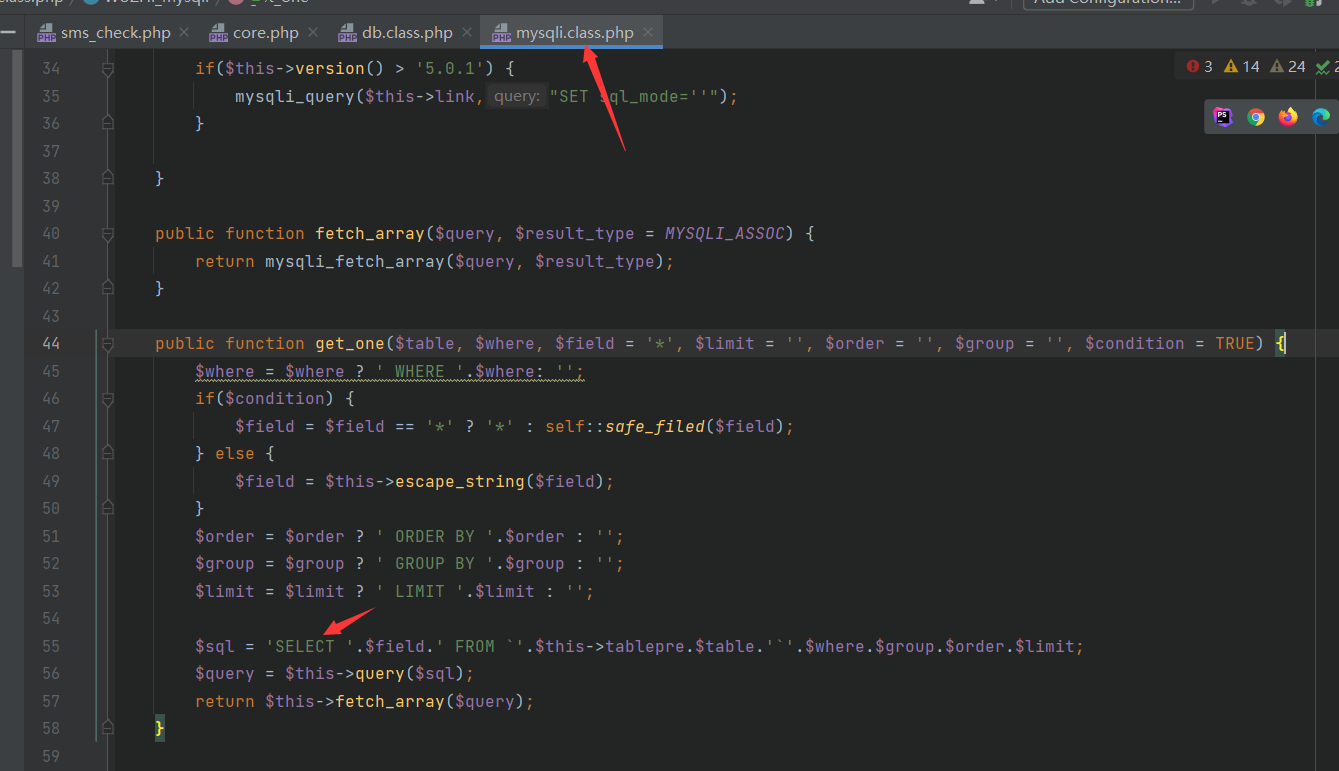 Add Configuration...
sms_check.php core.php db.class.php mysqli.class.php
3 14 24
34 if($this->version() > '5.0.1') {
35 mysqli_query($this->link, query: "SET sql_mode=''");
36 }
37
38 }
39
40 public function fetch_array($query, $result_type = MYSQLI_ASSOC) {
41 return mysqli_fetch_array($query, $result_type);
42 }
43
44 public function get_one($table, $where, $field = '*', $limit = '', $order = '', $group = '', $condition = TRUE) {
45 $where = $where ? ' WHERE '.$where: '';
46 if($condition) {
47 $field = $field == '*' ? '*' : self::safe_filed($field);
48 } else {
49 $field = $this->escape_string($field);
50 }
51 $order = $order ? ' ORDER BY '.$order : '';
52 $group = $group ? ' GROUP BY '.$group : '';
53 $limit = $limit ? ' LIMIT '.$limit : '';
54
55 $sql = 'SELECT '.$field.' FROM `'.$this->tablepre.$table.'`'.$where.$group.$order.$limit;
56 $query = $this->query($sql);
57 return $this->fetch_array($query);
58 }
59